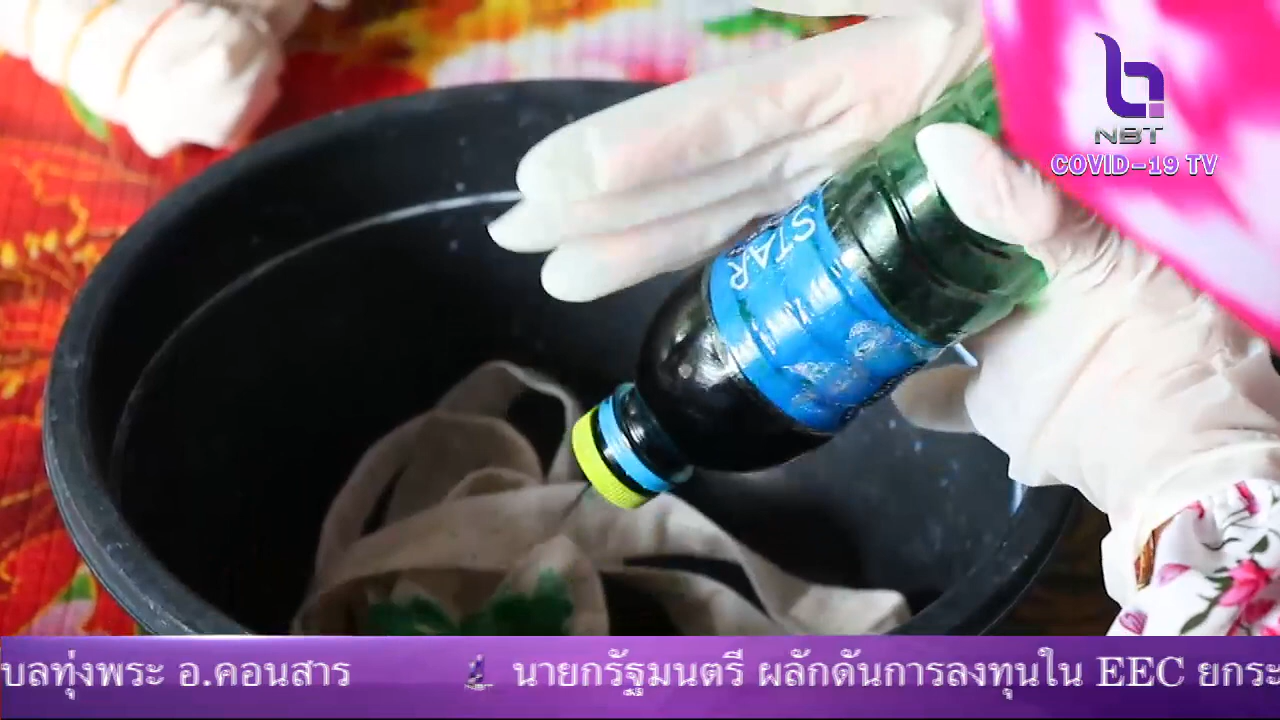 NBT
COVID-19 TV
STAR
บลทุ่งพระ อ.คอนสาร
นายกรัฐมนตรี ผลักดันการลงทุนใน EEC ยกระ